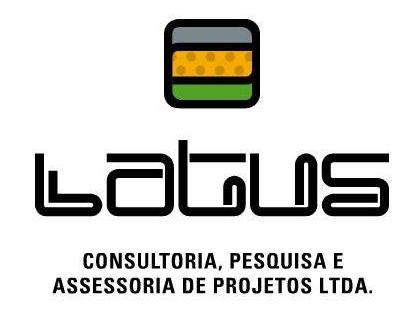 Latus
CONSULTORIA, PESQUISA E
ASSESSORIA DE PROJETOS LTDA.